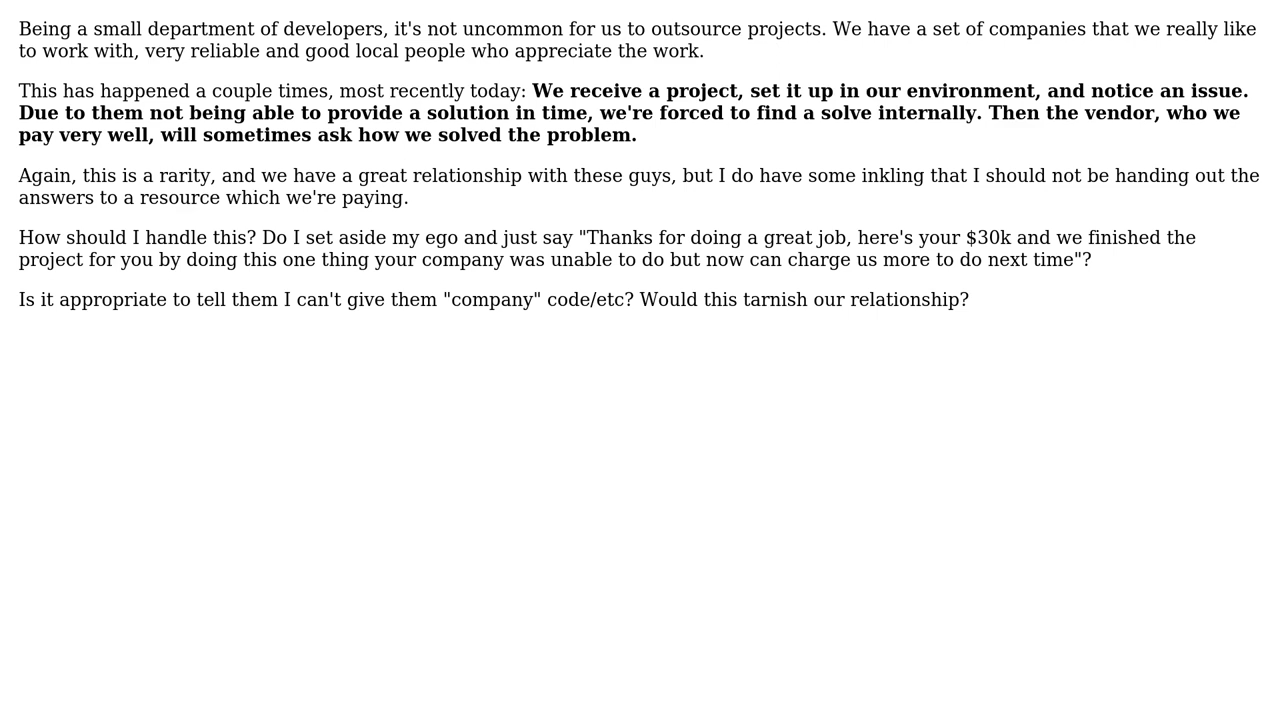 Being a small department of developers, it's not uncommon for us to outsource projects. We have a set of companies that we really like
to work with, very reliable and good local people who appreciate the work.
This has happened a couple times, most recently today: We receive a project, set it up in our environment, and notice an issue.
Due to them not being able to provide a solution in time, we're forced to find a solve internally. Then the vendor, who we
pay very well, will sometimes ask how we solved the problem.
Again, this is a rarity, and we have a great relationship with these guys, but I do have some inkling that I should not be handing out the
answers to a resource which we're paying.
How should I handle this? Do I set aside my ego and just say "Thanks for doing a great job, here's your $30k and we finished the
project for you by doing this one thing your company was unable to do but now can charge us more to do next time"?
Is it appropriate to tell them I can't give them "company" code/etc? Would this tarnish our relationship?